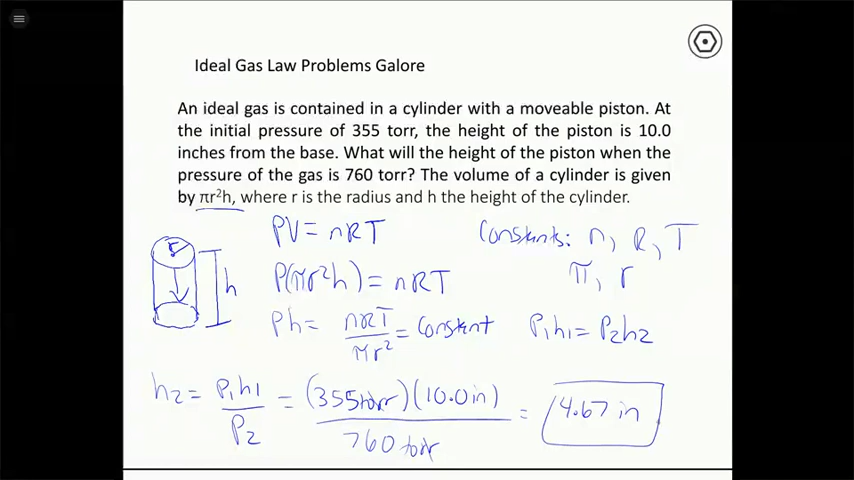 Ideal Gas Law Problems Galore
An ideal gas is contained in a cylinder with a moveable piston. At
the initial pressure of 355 torr, the height of the piston is 10.0
inches from the base. What will the height of the piston when the
pressure of the gas is 760 torr? The volume of a cylinder is given
by πr²h, where r is the radius and h the height of the cylinder.
PV = nRT
Constants: n, R, T
π, r
r
h
P(πr²h) = nRT
Ph = nRT/πr² = constant
P₁h₁ = P₂h₂
h₂ = P₁h₁/P₂ = (355torr)(10.0in)/760 torr = 4.67 in